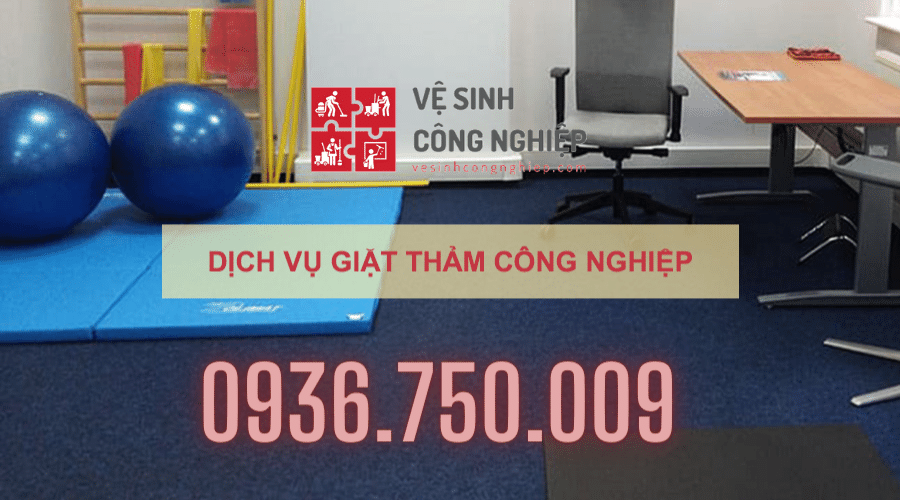 VỆ SINH
CÔNG NGHIỆP
vesinhcongnghiep.com
DỊCH VỤ GIẶT THẢM CÔNG NGHIỆP
0936.750.009